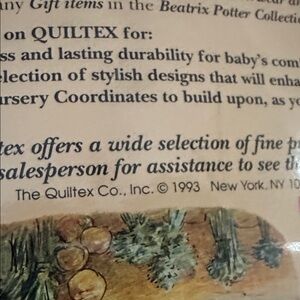 any Gift items in the Beatrix Potter Collection
on QUILTEX for:
ss and lasting durability for baby's com
election of stylish designs that will enha
ursery Coordinates to build upon, as y
tex offers a wide selection of fine p
salesperson for assistance to see th
The Quiltex Co., Inc. © 1993 New York, NY 10